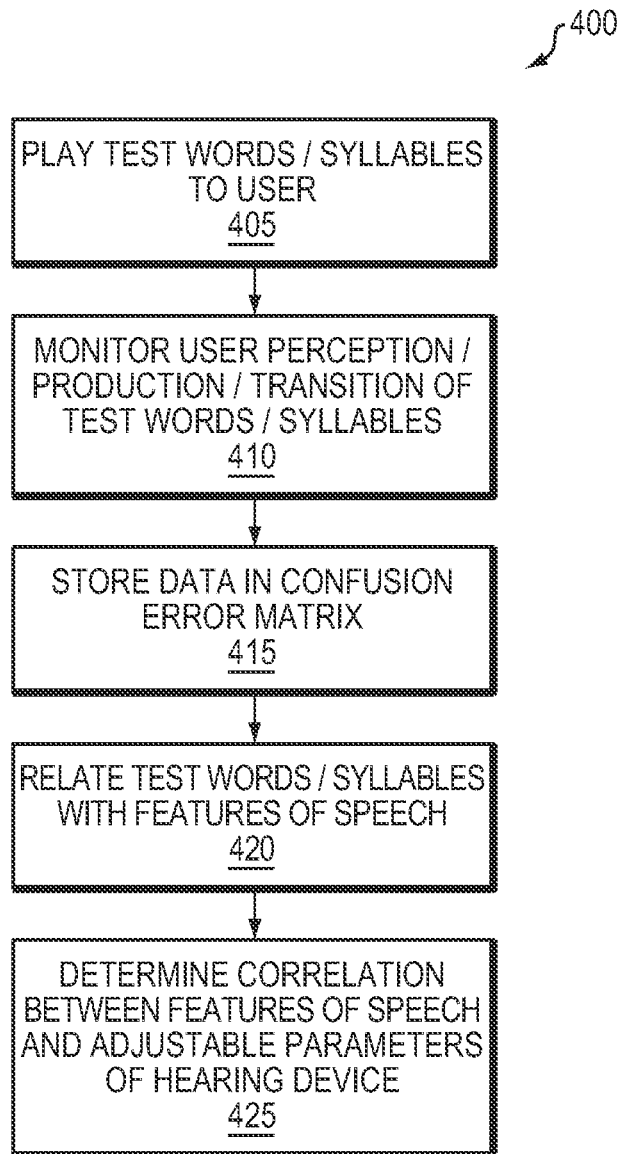 400
PLAY TEST WORDS / SYLLABLES
TO USER
405
MONITOR USER PERCEPTION /
PRODUCTION / TRANSITION OF
TEST WORDS / SYLLABLES
410
STORE DATA IN CONFUSION
ERROR MATRIX
415
RELATE TEST WORDS / SYLLABLES
WITH FEATURES OF SPEECH
420
DETERMINE CORRELATION
BETWEEN FEATURES OF SPEECH
AND ADJUSTABLE PARAMETERS
OF HEARING DEVICE
425